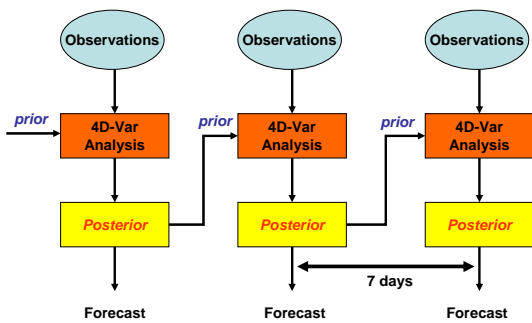 Observations
Observations
Observations
prior
prior
prior
4D-Var
Analysis
4D-Var
Analysis
4D-Var
Analysis
Posterior
Posterior
Posterior
7 days
Forecast
Forecast
Forecast